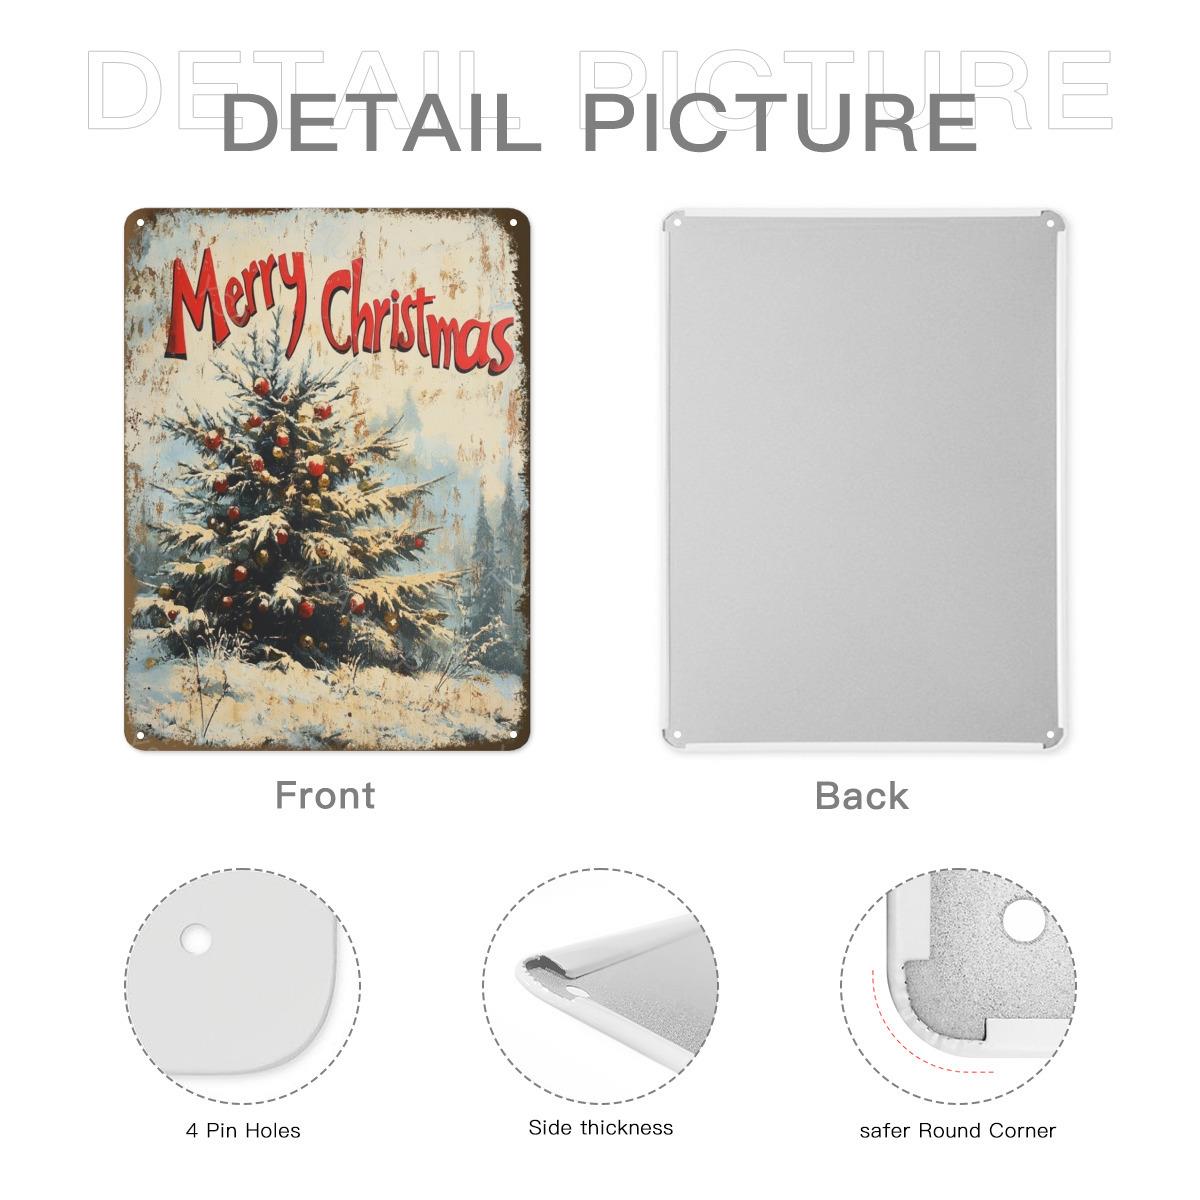 DETAIL PICTURE
DETAIL PICTURE
Merry Christmas
Front
Back
4 Pin Holes
Side thickness
safer Round Corner